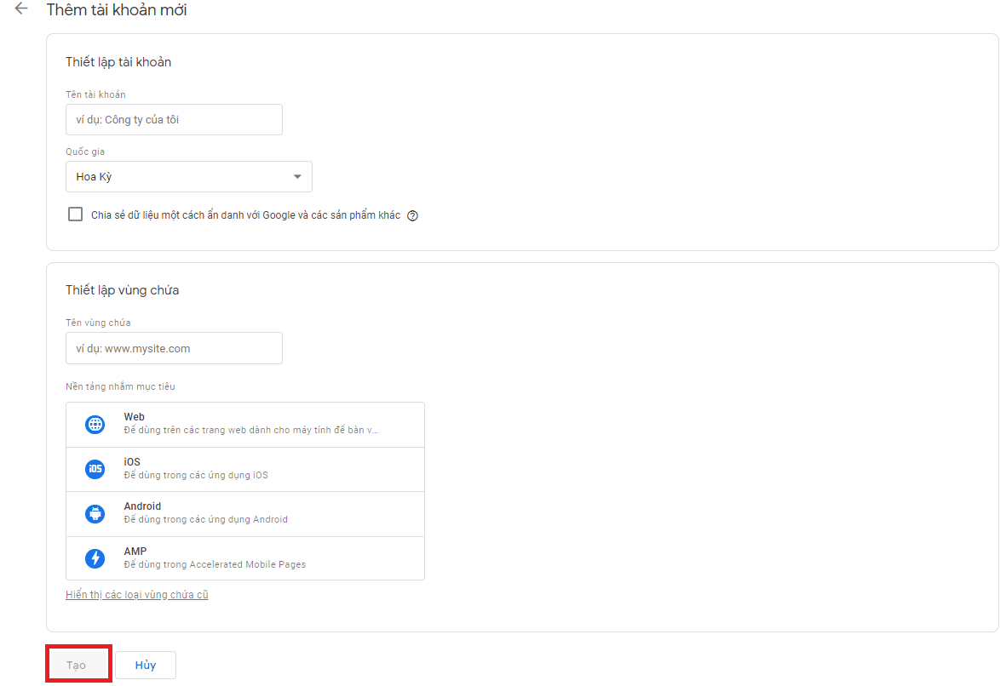 Thêm tài khoản mới
Thiết lập tài khoản
Tên tài khoản
ví dụ: Công ty của tôi
Quốc gia
Hoa Kỳ
Chia sẻ dữ liệu một cách ẩn danh với Google và các sản phẩm khác
Thiết lập vùng chứa
Tên vùng chứa
ví dụ: www.mysite.com
Nền tảng nhắm mục tiêu
Web
Để dùng trên các trang web dành cho máy tính để bàn v...
iOS
iOS
Để dùng trong các ứng dụng iOS
Android
Để dùng trong các ứng dụng Android
AMP
Để dùng trong Accelerated Mobile Pages
Hiển thị các loại vùng chứa cũ
Tạo
Hủy